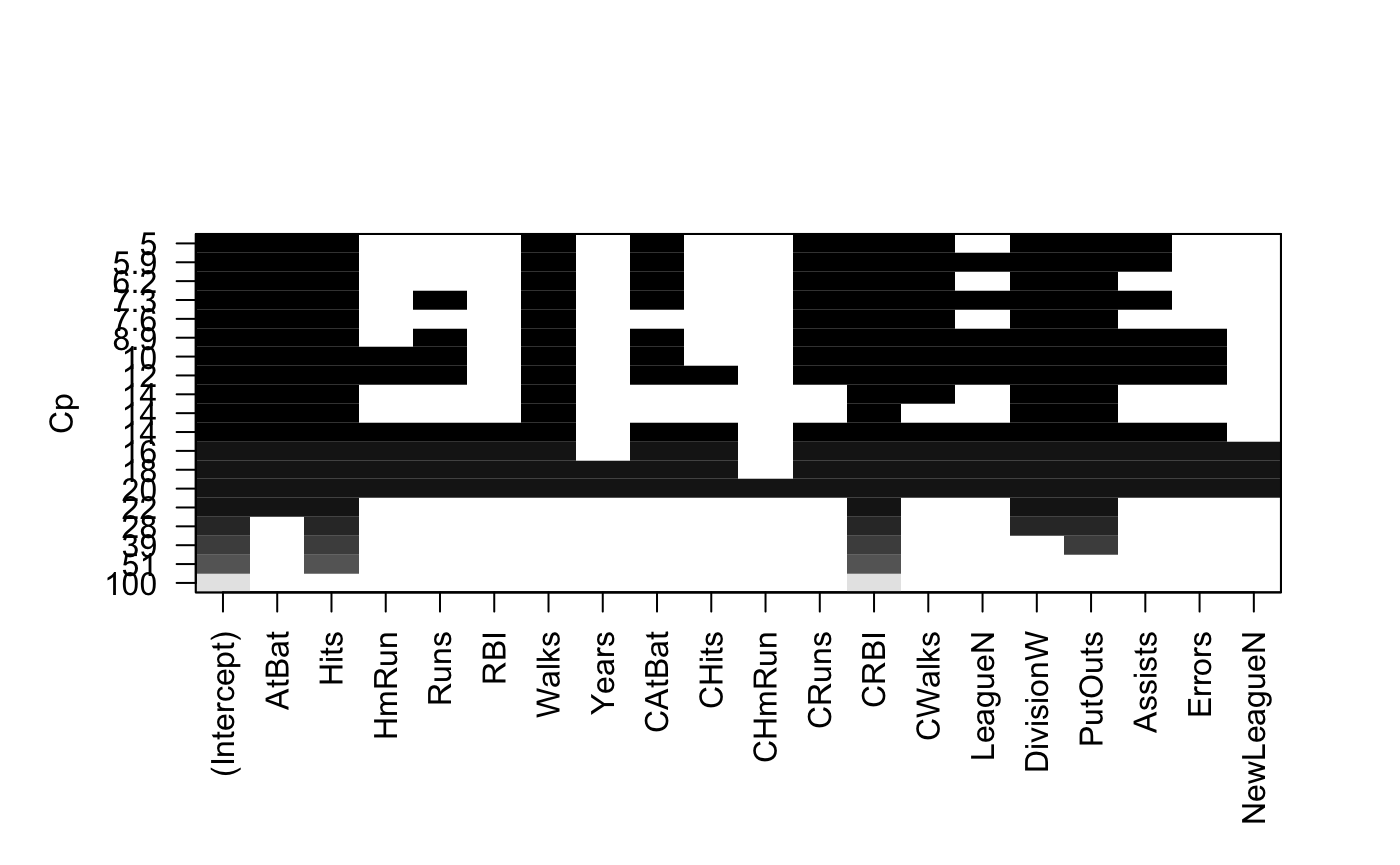 5
5.9
6.2
7.3
7.6
8.9
10
12
14
14
14
16
18
20
22
28
39
51
100
Cp
(Intercept)
AtBat
Hits
HmRun
Runs
RBI
Walks
Years
CAtBat
CHits
CHmRun
CRuns
CRBI
CWalks
LeagueN
DivisionW
PutOuts
Assists
Errors
NewLeagueN